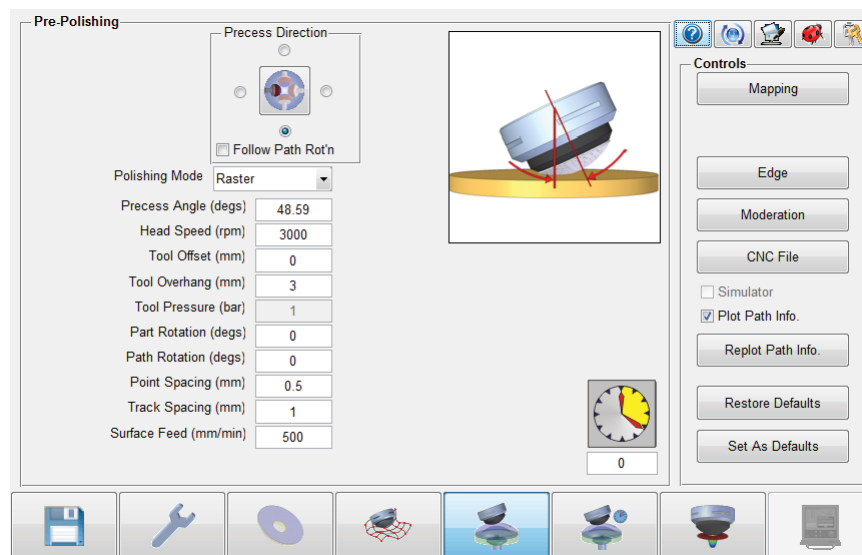 Pre-Polishing
Precess Direction
Follow Path Rot'n
Polishing Mode Raster
Precess Angle (degs) 48.59
Head Speed (rpm) 3000
Tool Offset (mm) 0
Tool Overhang (mm) 3
Tool Pressure (bar) 1
Part Rotation (degs) 0
Path Rotation (degs) 0
Point Spacing (mm) 0.5
Track Spacing (mm) 1
Surface Feed (mm/min) 500
0
Controls
Mapping
Edge
Moderation
CNC File
Simulator
Plot Path Info.
Replot Path Info.
Restore Defaults
Set As Defaults